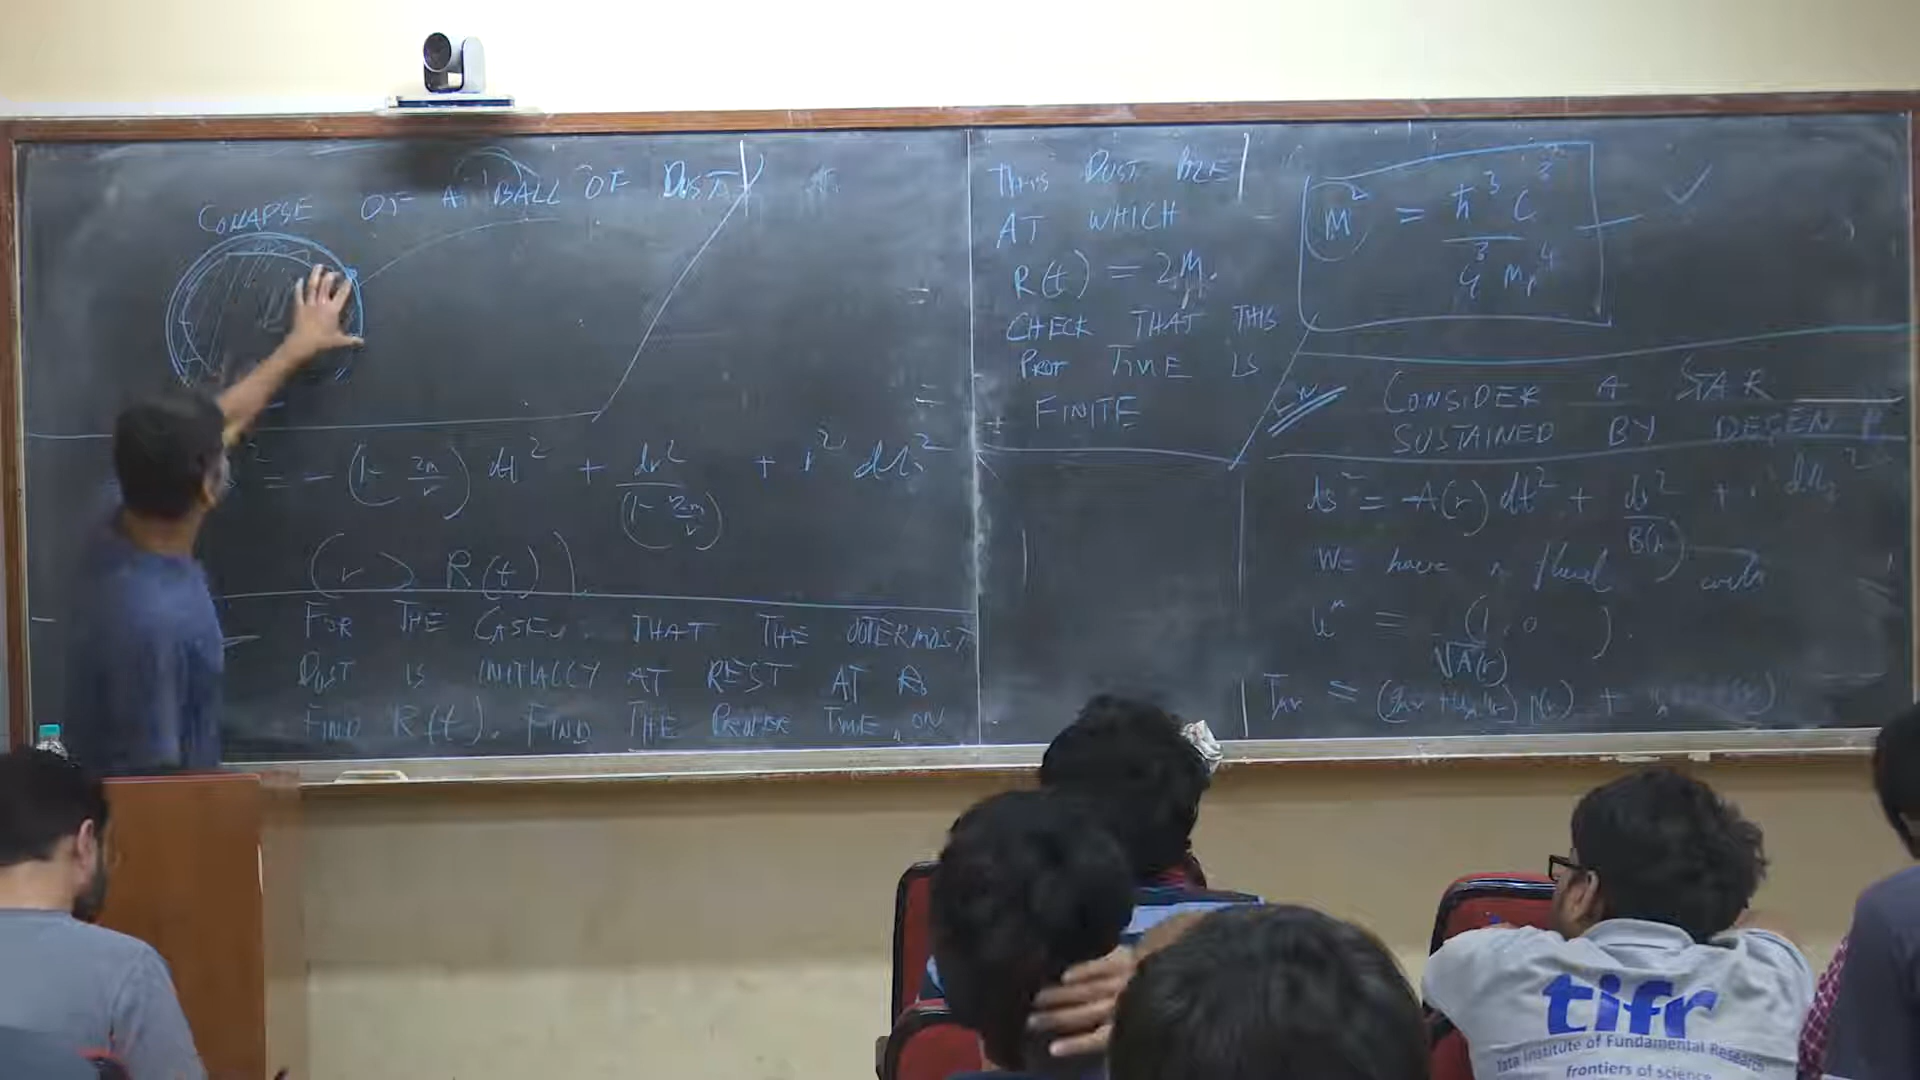 COLLAPSE OF A BALL OF DUST
= - (1 - 2m/r) dt² + dr²/(1 - 2m/r) + r² dΩ²
(r > R(t)).
FOR THE CASE THAT THE OUTERMOST
DUST IS INITIALLY AT REST AT R₀
FIND R(t). FIND THE PROPER TIME ON
THIS DUST
AT WHICH
R(t) = 2M.
CHECK THAT THIS
PROP TIME IS
FINITE
M² = ħ³ c³ / G³ mₚ⁴
CONSIDER A STAR
SUSTAINED BY DEGEN P
ds² = -A(r) dt² + dr²/B(r) + r² dΩ₂²
WE have a fluid with
u^μ = (1/√A(r), 0 ).
tifr
Tata Institute of Fundamental Research
frontiers of science